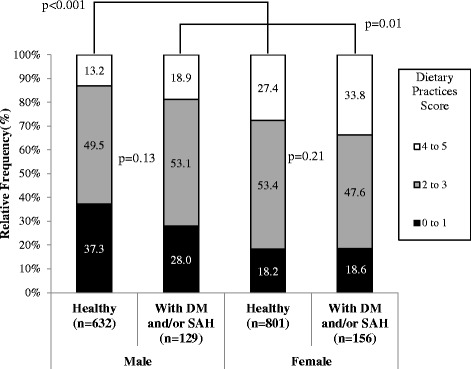 p<0.001
p=0.01
100%
90%
80%
70%
60%
50%
40%
30%
20%
10%
0%
Relative Frequency(%)
13.2
49.5
37.3
p=0.13
18.9
53.1
28.0
27.4
53.4
18.2
p=0.21
33.8
47.6
18.6
Dietary
Practices
Score
4 to 5
2 to 3
0 to 1
Healthy
(n=632)
With DM
and/or SAH
(n=129)
Healthy
(n=801)
With DM
and/or SAH
(n=156)
Male
Female